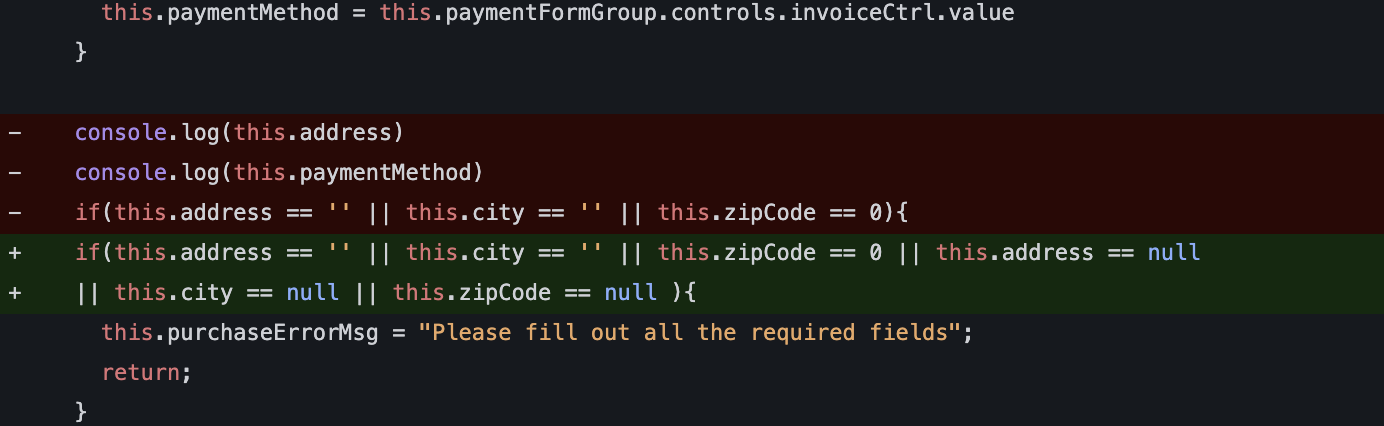 this.paymentMethod = this.paymentFormGroup.controls.invoiceCtrl.value
}
- console.log(this.address)
- console.log(this.paymentMethod)
- if(this.address == '' || this.city == '' || this.zipCode == 0){
+ if(this.address == '' || this.city == '' || this.zipCode == 0 || this.address == null
+ || this.city == null || this.zipCode == null ){
this.purchaseErrorMsg = "Please fill out all the required fields";
return;
}